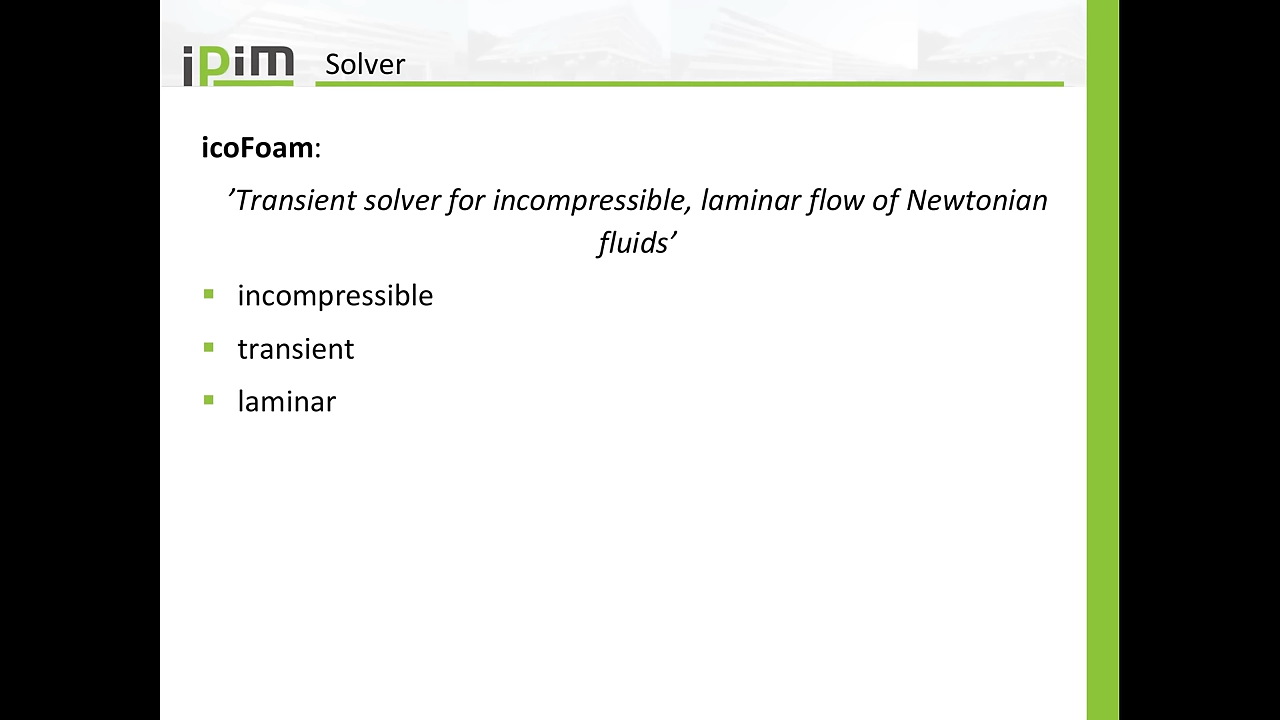 ipim
Solver
icoFoam:
’Transient solver for incompressible, laminar flow of Newtonian
fluids’
▪ incompressible
▪ transient
▪ laminar